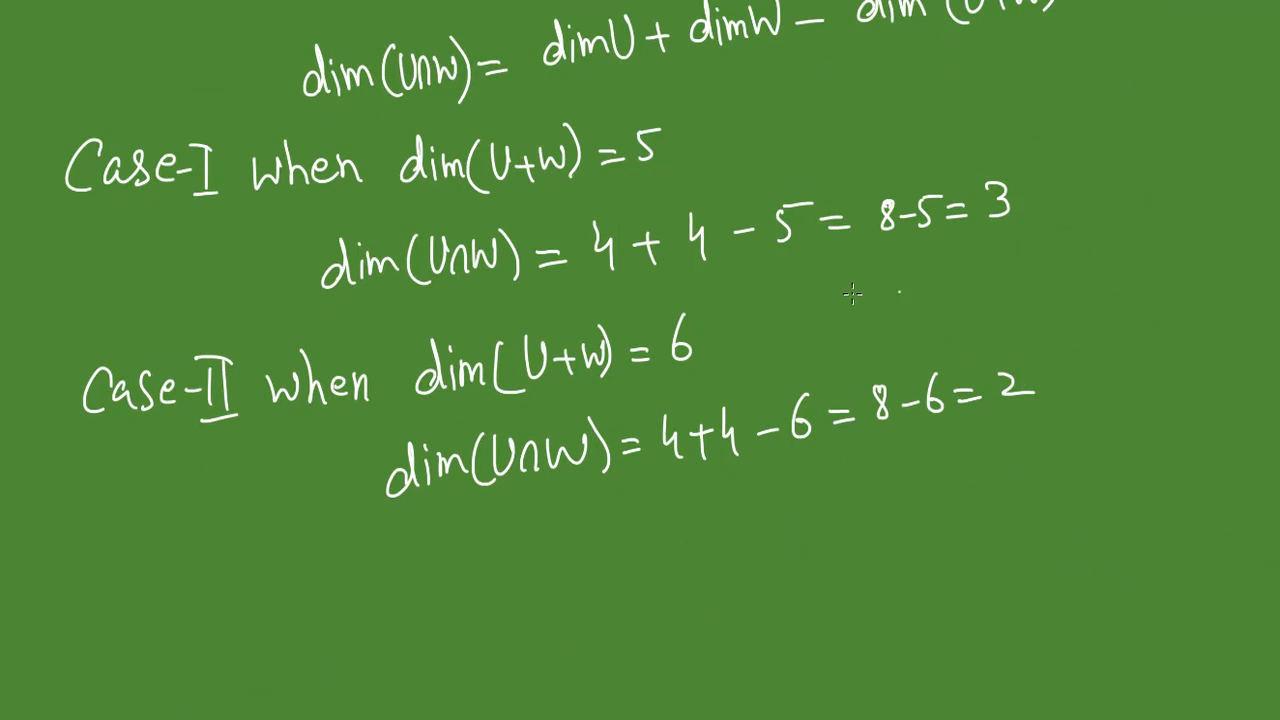 dim(U∩W) = dimU + dimW − dim (U+W)
Case-I when dim(U+W) = 5
dim(U∩W) = 4 + 4 − 5 = 8-5 = 3
Case-II when dim(U+W) = 6
dim(U∩W) = 4+4 − 6 = 8-6 = 2